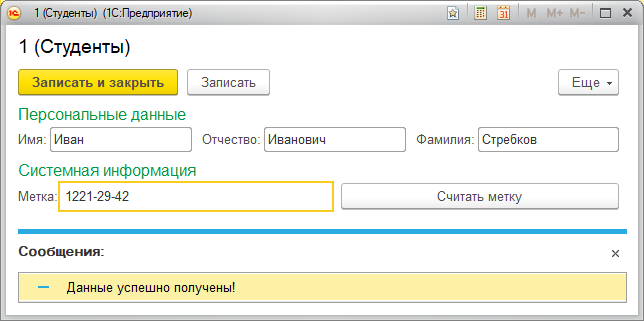 1 (Студенты) (1С:Предприятие)
M M+ M-
1 (Студенты)
Записать и закрыть Записать Еще
Персональные данные
Имя: Иван Отчество: Иванович Фамилия: Стребков
Системная информация
Метка: 1221-29-42 Считать метку
Сообщения:
Данные успешно получены!